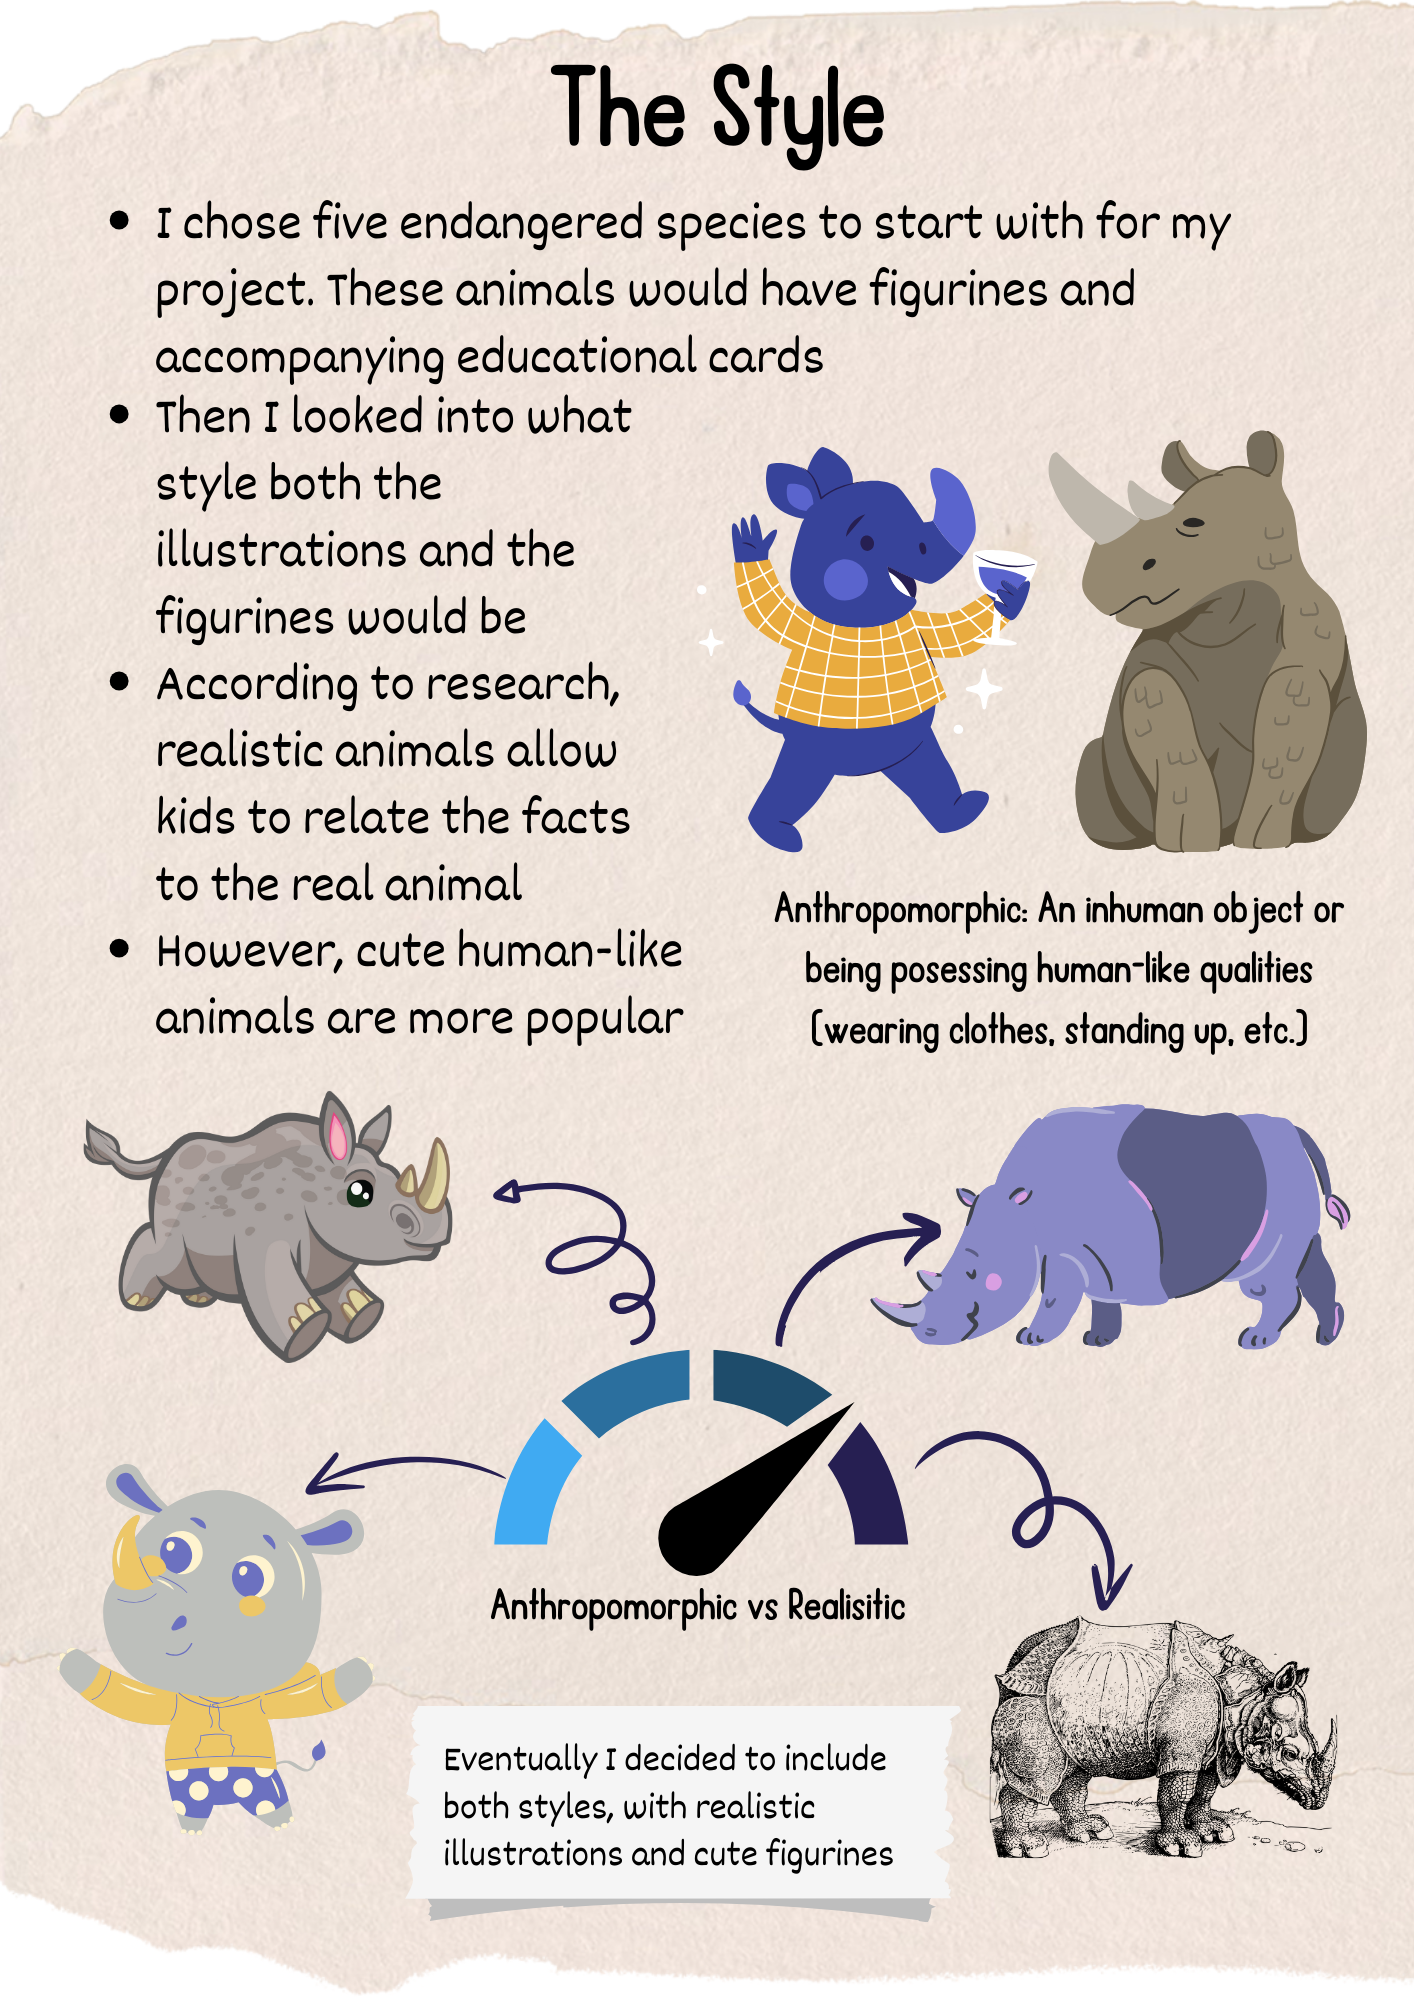 The Style
• I chose five endangered species to start with for my
project. These animals would have figurines and
accompanying educational cards
• Then I looked into what
style both the
illustrations and the
figurines would be
• According to research,
realistic animals allow
kids to relate the facts
to the real animal
• However, cute human-like
animals are more popular
Anthropomorphic: An inhuman object or
being posessing human-like qualities
(wearing clothes, standing up, etc.)
Anthropomorphic vs Realisitic
Eventually I decided to include
both styles, with realistic
illustrations and cute figurines